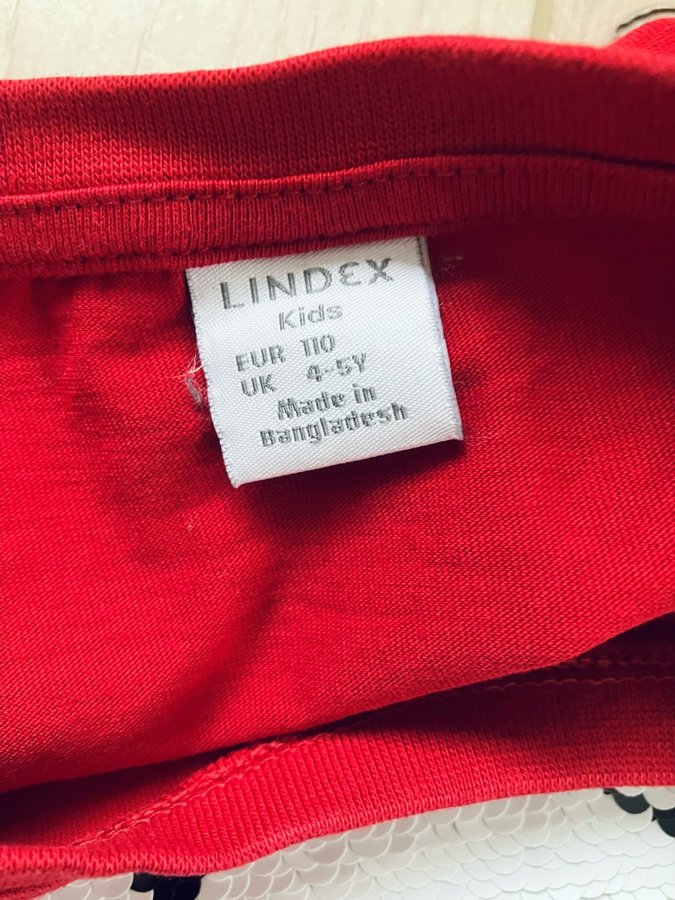 LINDEX
Kids
EUR 110
UK 4-5Y
Made in
Bangladesh